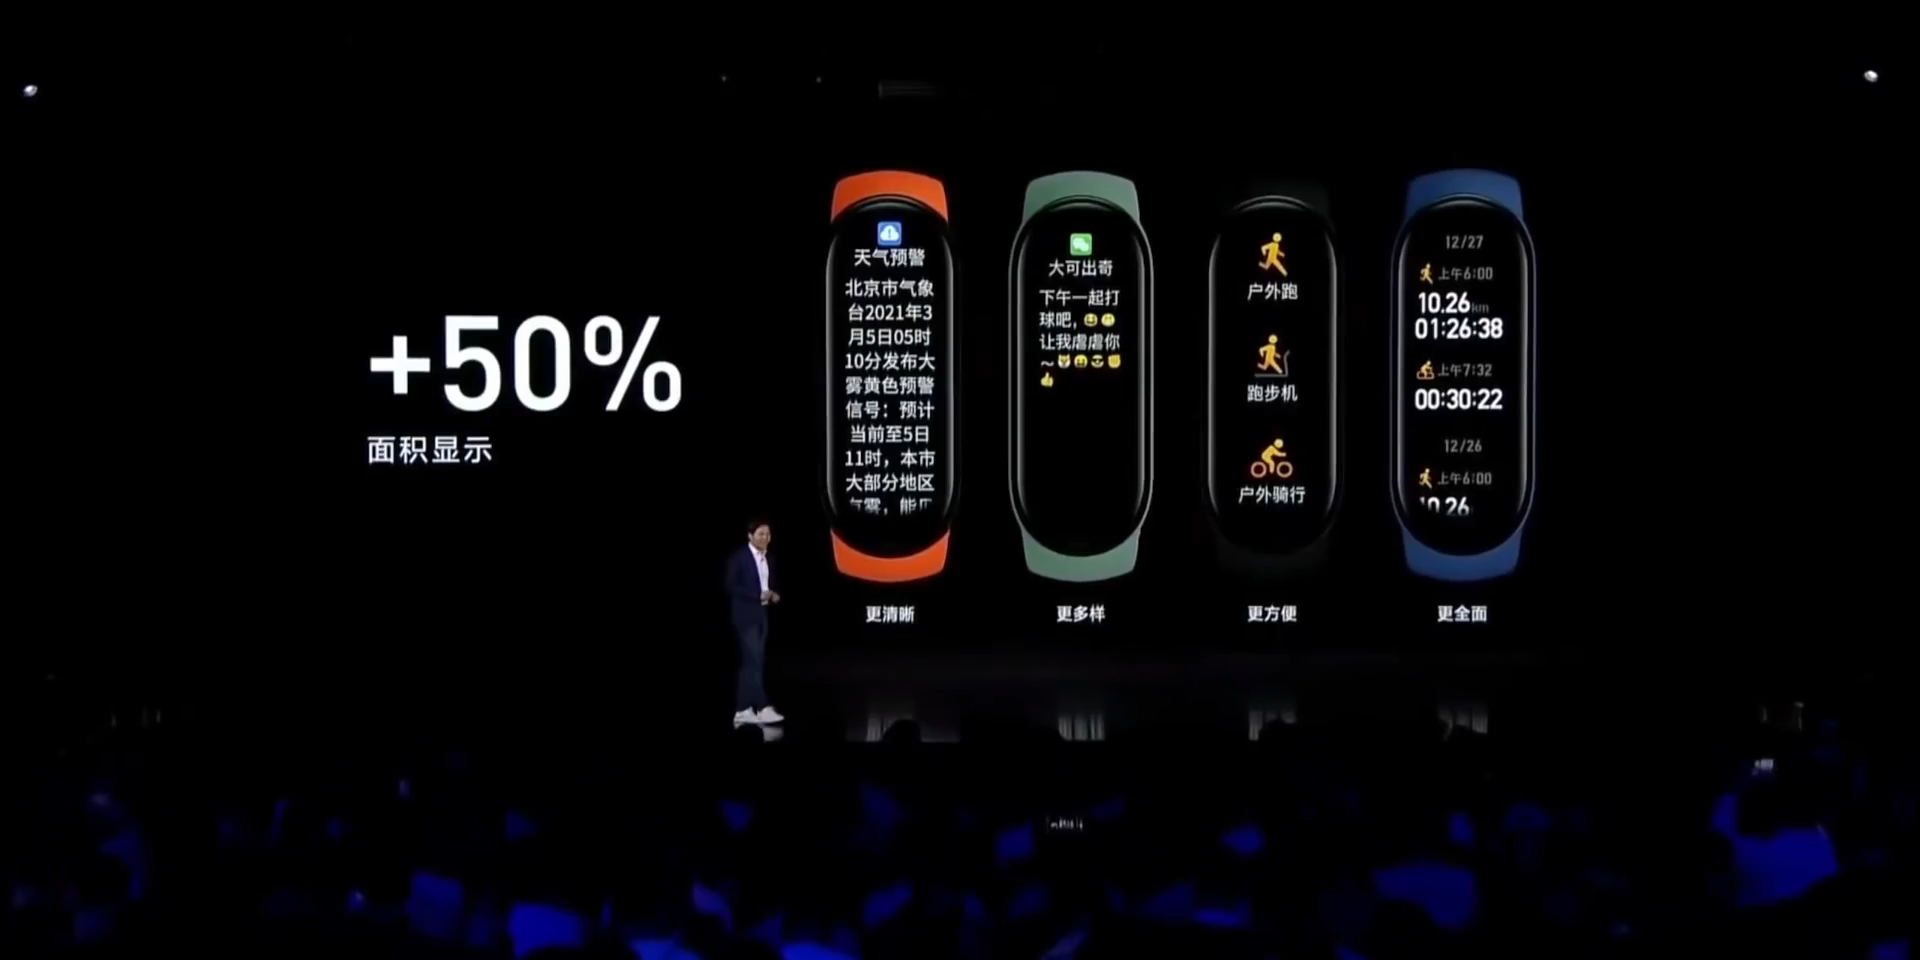 +50%
面积显示
天气预警
北京市气象
台2021年3
月5日05时
10分发布大
雾黄色预警
信号：预计
当前至5日
11时，本市
大部分地区
有雾，能见
更清晰
大可出奇
下午一起打
球吧，😆😬
让我虐虐你
～😼😝😎✊
👍
更多样
户外跑
跑步机
户外骑行
更方便
12/27
上午6:00
10.26km
01:26:38
上午7:32
00:30:22
12/26
上午6:00
10.26
更全面